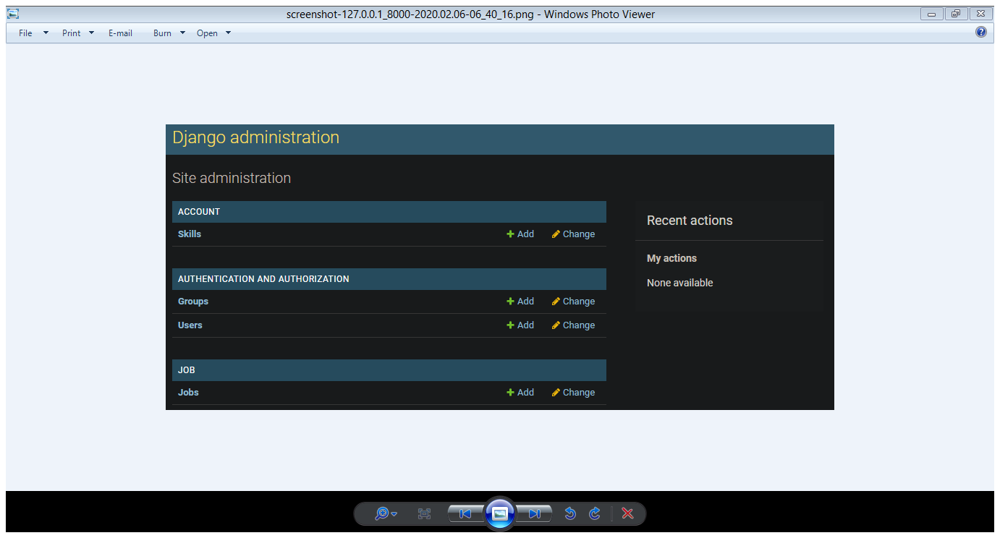 screenshot-127.0.0.1_8000-2020.02.06-06_40_16.png - Windows Photo Viewer
File Print E-mail Burn Open
Django administration
Site administration
ACCOUNT
Skills Add Change
AUTHENTICATION AND AUTHORIZATION
Groups Add Change
Users Add Change
JOB
Jobs Add Change
Recent actions
My actions
None available